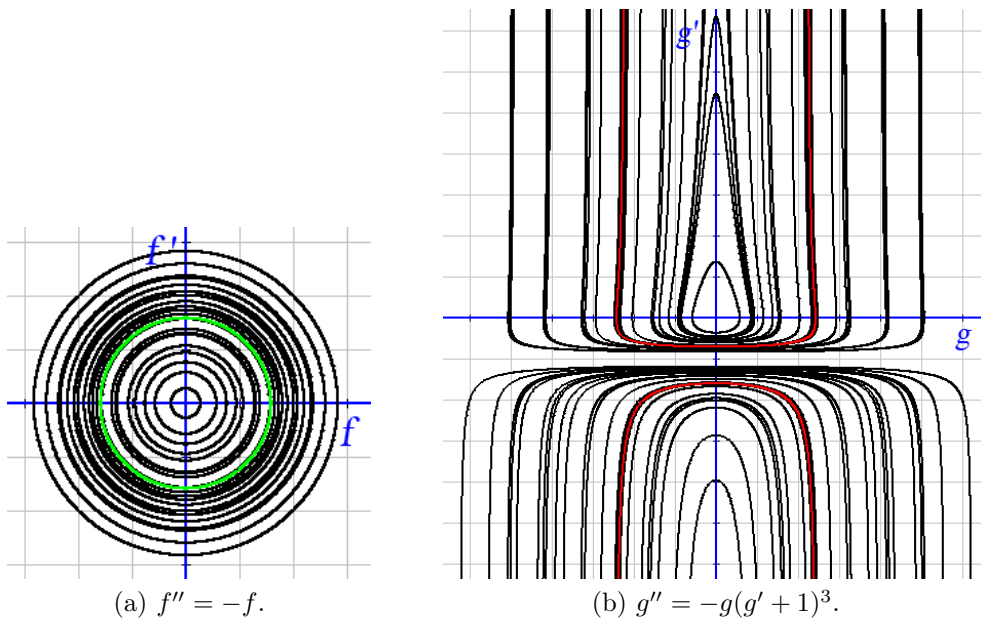 g'
f'
g
f
(a) f'' = −f.
(b) g'' = −g(g' + 1)³.